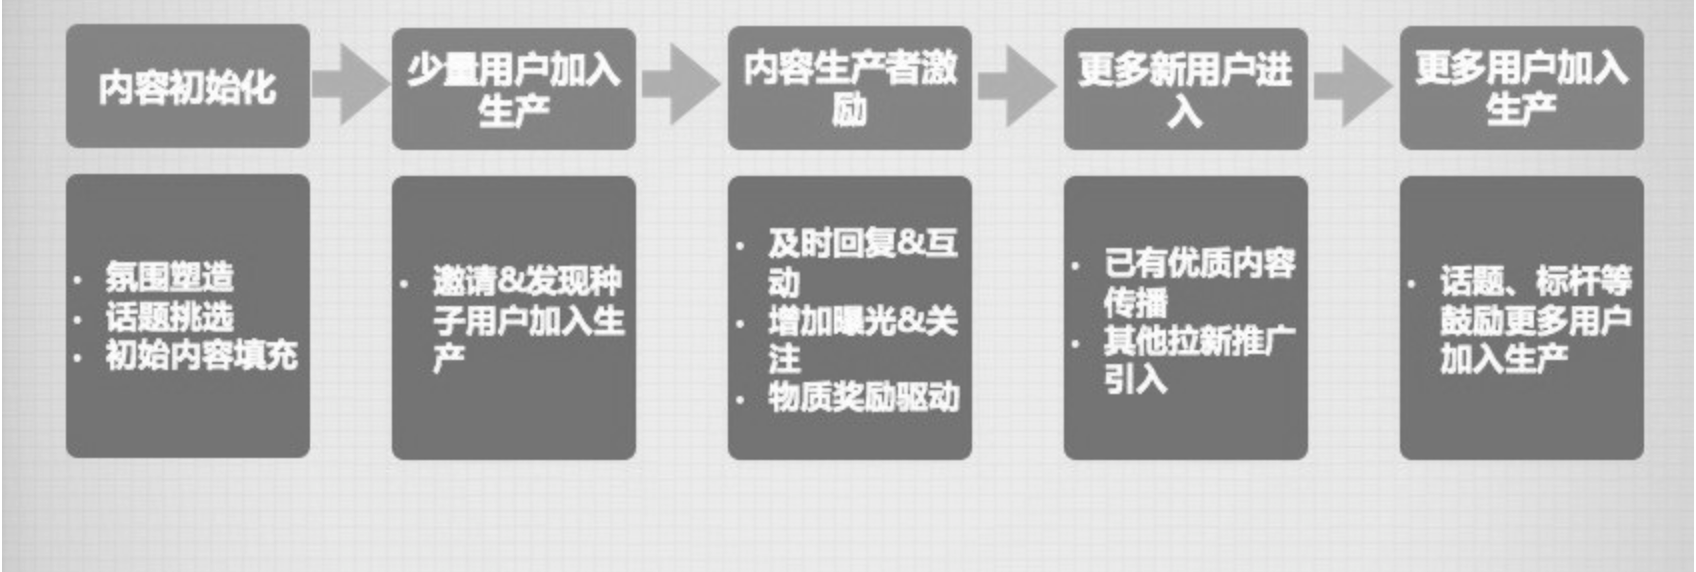 内容初始化
少量用户加入
生产
内容生产者激
励
更多新用户进
入
更多用户加入
生产
• 氛围塑造
• 话题挑选
• 初始内容填充
• 邀请&发现种
子用户加入生
产
• 及时回复&互
动
• 增加曝光&关
注
• 物质奖励驱动
• 已有优质内容
传播
• 其他拉新推广
引入
• 话题、标杆等
鼓励更多用户
加入生产